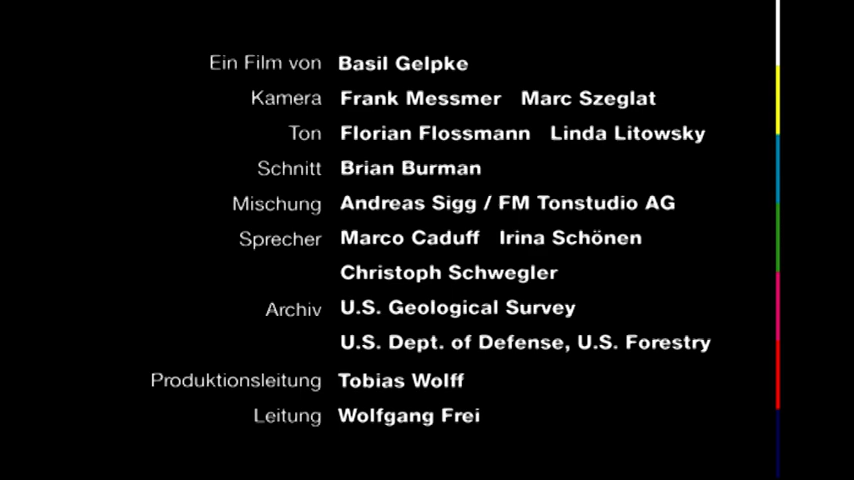 Ein Film von Basil Gelpke
Kamera Frank Messmer Marc Szeglat
Ton Florian Flossmann Linda Litowsky
Schnitt Brian Burman
Mischung Andreas Sigg / FM Tonstudio AG
Sprecher Marco Caduff Irina Schönen
Christoph Schwegler
Archiv U.S. Geological Survey
U.S. Dept. of Defense, U.S. Forestry
Produktionsleitung Tobias Wolff
Leitung Wolfgang Frei